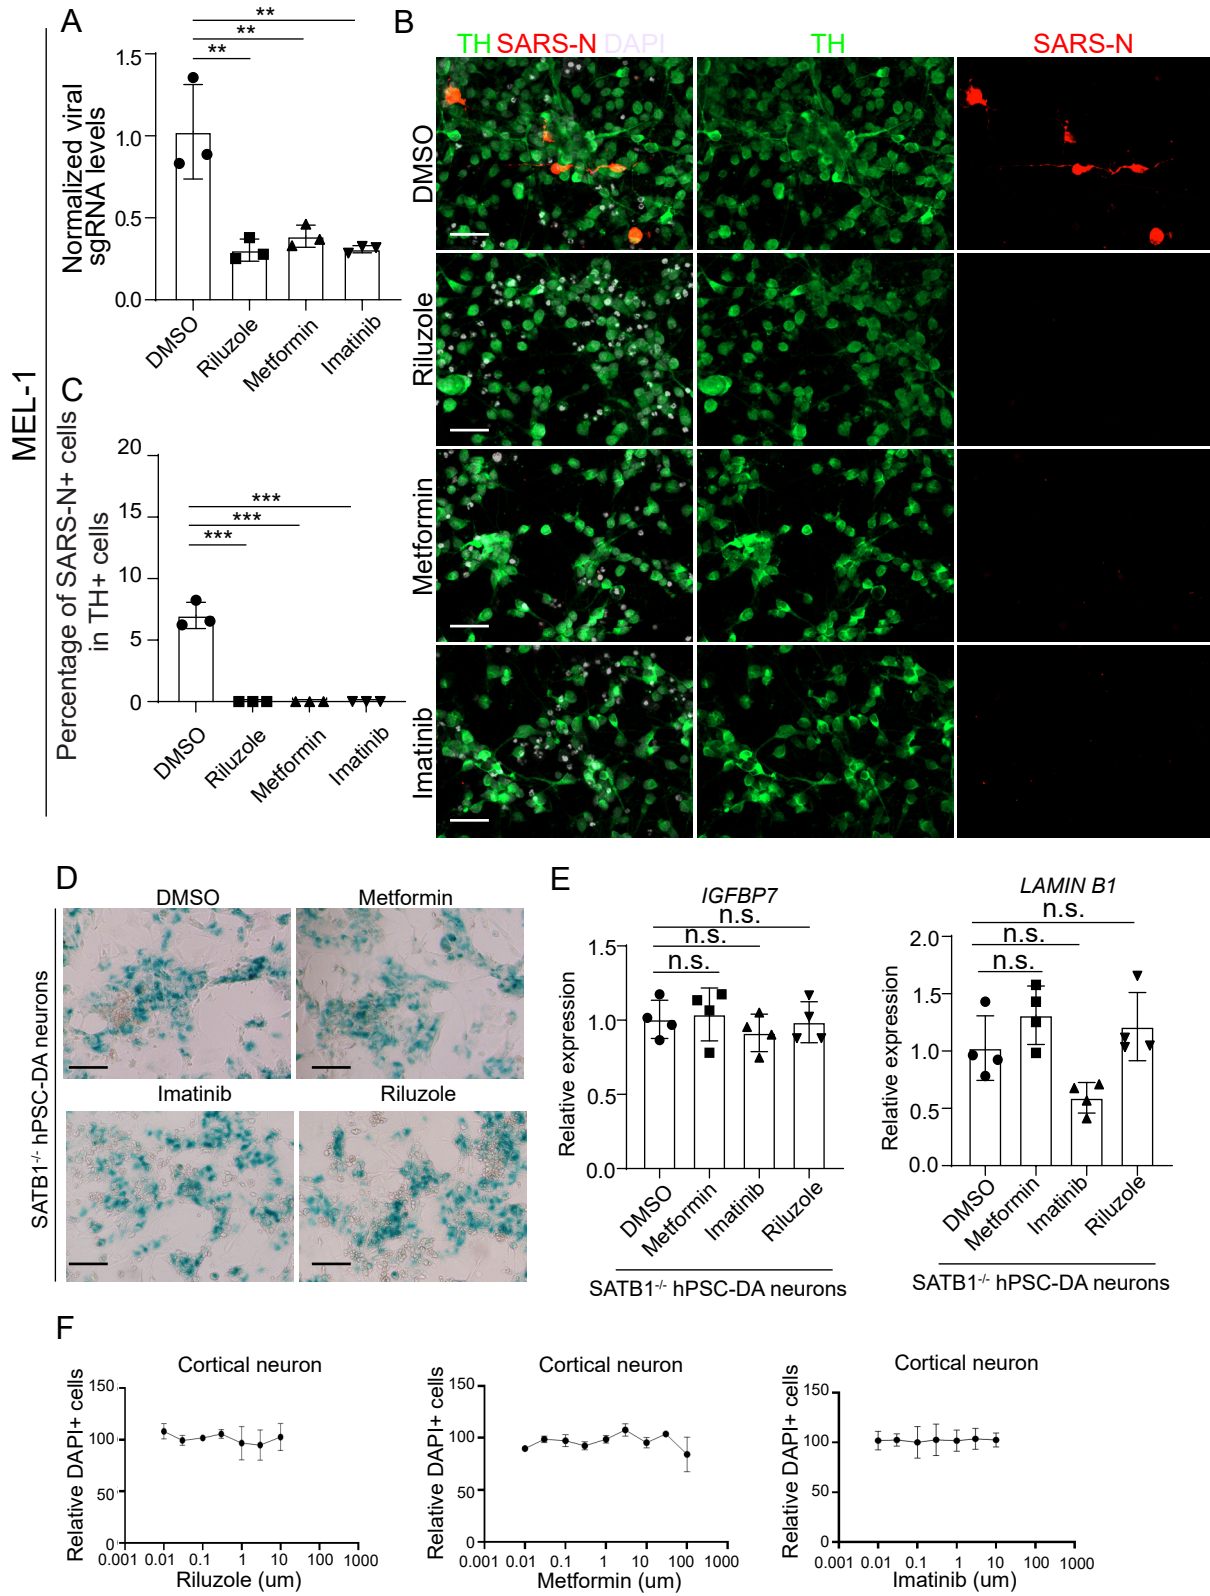 MEL-1
A
Normalized viral
sgRNA levels
1.5
1.0
0.5
0.0
**
**
**
DMSO
Riluzole
Metformin
Imatinib
B
TH SARS-N DAPI
TH
SARS-N
DMSO
Riluzole
Metformin
Imatinib
C
Percentage of SARS-N+ cells
in TH+ cells
20
15
10
5
0
***
***
***
DMSO
Riluzole
Metformin
Imatinib
D
SATB1-/- hPSC-DA neurons
DMSO
Metformin
Imatinib
Riluzole
E
IGFBP7
n.s.
n.s.
n.s.
Relative expression
1.5
1.0
0.5
0.0
DMSO
Metformin
Imatinib
Riluzole
SATB1-/- hPSC-DA neurons
LAMIN B1
n.s.
n.s.
n.s.
Relative expression
2.0
1.5
1.0
0.5
0.0
DMSO
Metformin
Imatinib
Riluzole
SATB1-/- hPSC-DA neurons
F
Cortical neuron
Relative DAPI+ cells
150
100
50
0
0.001 0.01 0.1 1 10 100 1000
Riluzole (um)
Cortical neuron
Relative DAPI+ cells
150
100
50
0
0.001 0.01 0.1 1 10 100 1000
Metformin (um)
Cortical neuron
Relative DAPI+ cells
150
100
50
0
0.001 0.01 0.1 1 10 100 1000
Imatinib (um)